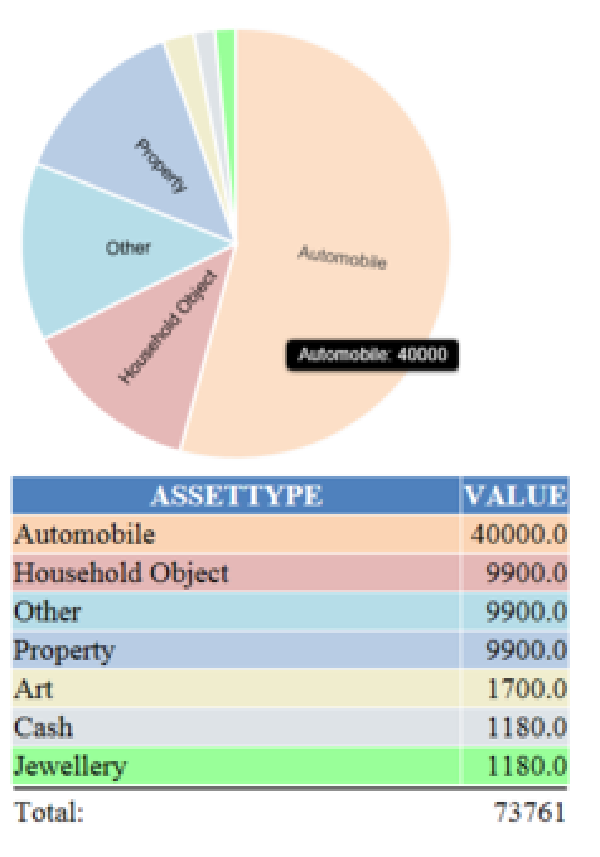 Property
Other
Automobile
Household Object
Automobile: 40000
ASSETTYPE VALUE
Automobile 40000.0
Household Object 9900.0
Other 9900.0
Property 9900.0
Art 1700.0
Cash 1180.0
Jewellery 1180.0
Total: 73761